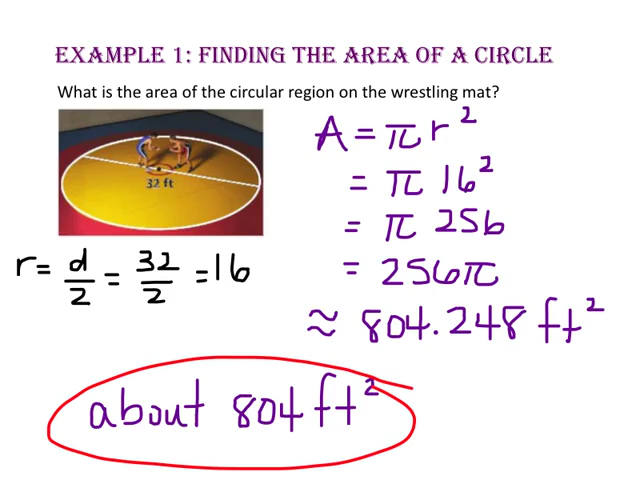 EXAMPLE 1: FINDING THE AREA OF A CIRCLE
What is the area of the circular region on the wrestling mat?
32 ft
A = πr²
= π 16²
= π 256
= 256π
≈ 804.248 ft²
r = d/2 = 32/2 = 16
about 804 ft²